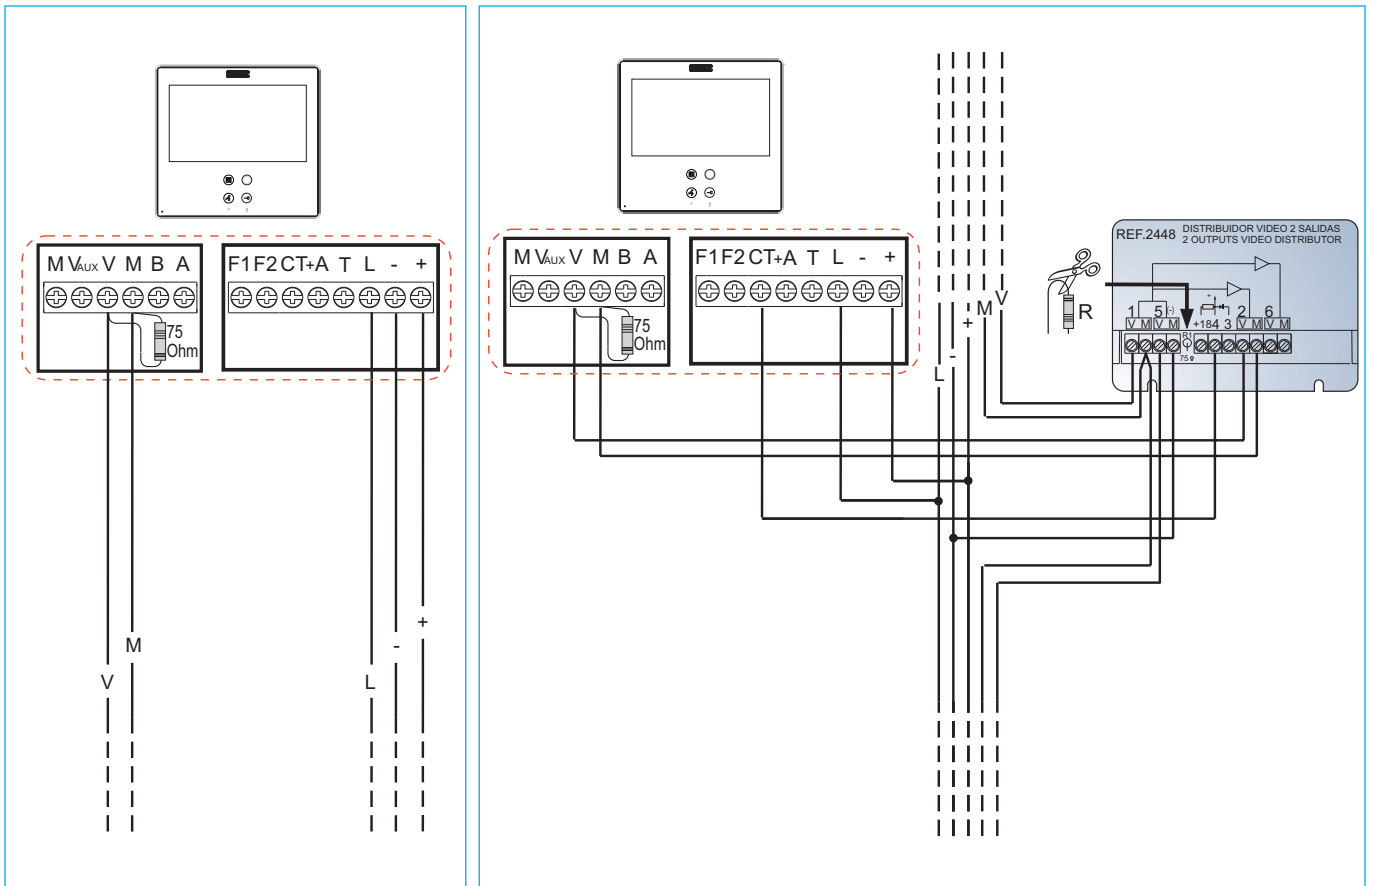 M VAUX V M B A
F1 F2 CT +A T L - +
75
Ohm
M
V
L
-
+
M VAUX V M B A
F1 F2 CT +A T L - +
75
Ohm
L
-
+
M
V
R
REF.2448 DISTRIBUIDOR VIDEO 2 SALIDAS
2 OUTPUTS VIDEO DISTRIBUTOR
+
1 5 (-) +18 4 3 2 6
V M V M V M V M
R1
75